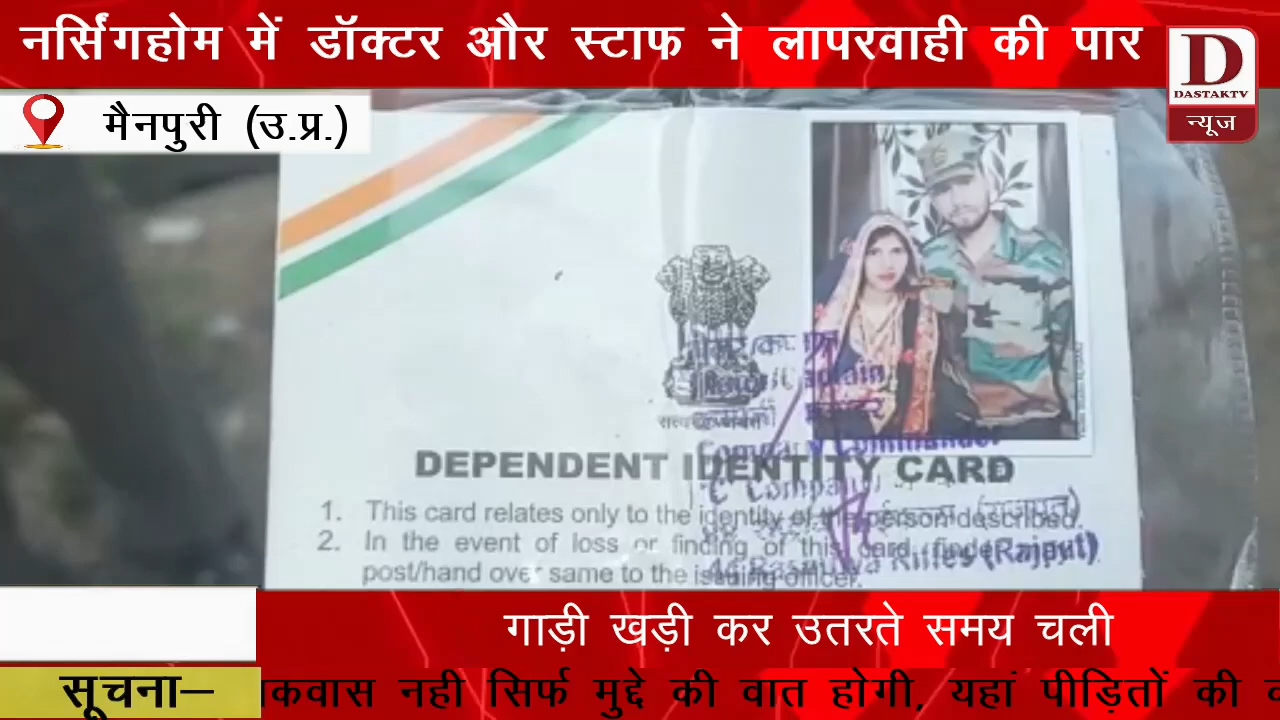 नर्सिंगहोम में डॉक्टर और स्टाफ ने लापरवाही की पार
D
DASTAKTV
न्यूज
मैनपुरी (उ.प्र.)
DEPENDENT IDENTITY CARD
1. This card relates only to the identity of the person described.
2. In the event of loss or finding of this card, finder
post/hand over same to the issuing officer.
Company Commander
'C' Company
Rifles (Rajput)
गाड़ी खड़ी कर उतरते समय चली
सूचना–
कवास नही सिर्फ मुद्दे की वात होगी, यहां पीड़ितों की